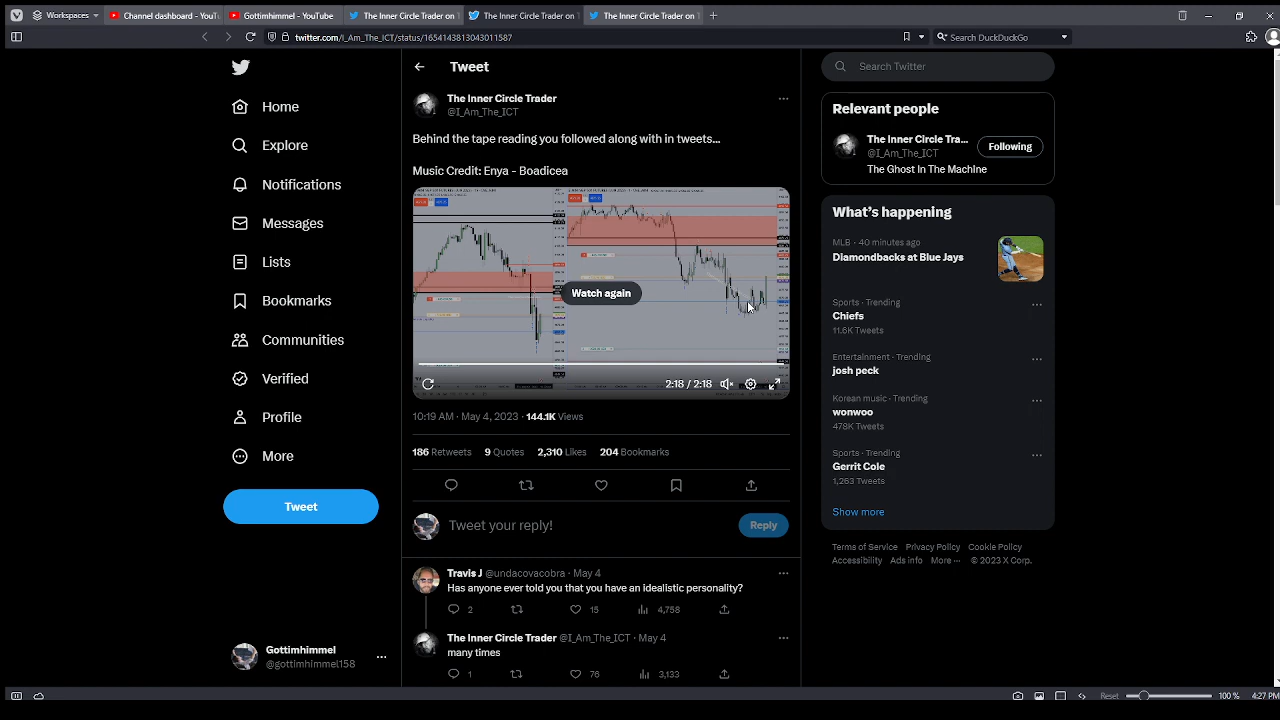 Workspaces
Channel dashboard - YouT
Gottimhimmel - YouTube
The Inner Circle Trader on T
The Inner Circle Trader on T
The Inner Circle Trader on T
twitter.com/I_Am_The_ICT/status/1654143813043011587
Search DuckDuckGo
Home
Explore
Notifications
Messages
Lists
Bookmarks
Communities
Verified
Profile
More
Tweet
Gottimhimmel
@gottimhimmel158
Tweet
The Inner Circle Trader
@I_Am_The_ICT
Behind the tape reading you followed along with in tweets...
Music Credit: Enya - Boadicea
Watch again
2:18 / 2:18
10:19 AM · May 4, 2023 · 144.1K Views
186 Retweets 9 Quotes 2,310 Likes 204 Bookmarks
Tweet your reply!
Reply
Travis J @undacovacobra · May 4
Has anyone ever told you that you have an idealistic personality?
2 15 4,758
The Inner Circle Trader @I_Am_The_ICT · May 4
many times
1 76 3,133
Search Twitter
Relevant people
The Inner Circle Tra...
@I_Am_The_ICT
Following
The Ghost In The Machine
What's happening
MLB · 40 minutes ago
Diamondbacks at Blue Jays
Sports · Trending
Chiefs
11.6K Tweets
Entertainment · Trending
josh peck
Korean music · Trending
wonwoo
478K Tweets
Sports · Trending
Gerrit Cole
1,263 Tweets
Show more
Terms of Service Privacy Policy Cookie Policy
Accessibility Ads info More ··· © 2023 X Corp.
Reset 100 % 4:27 PM